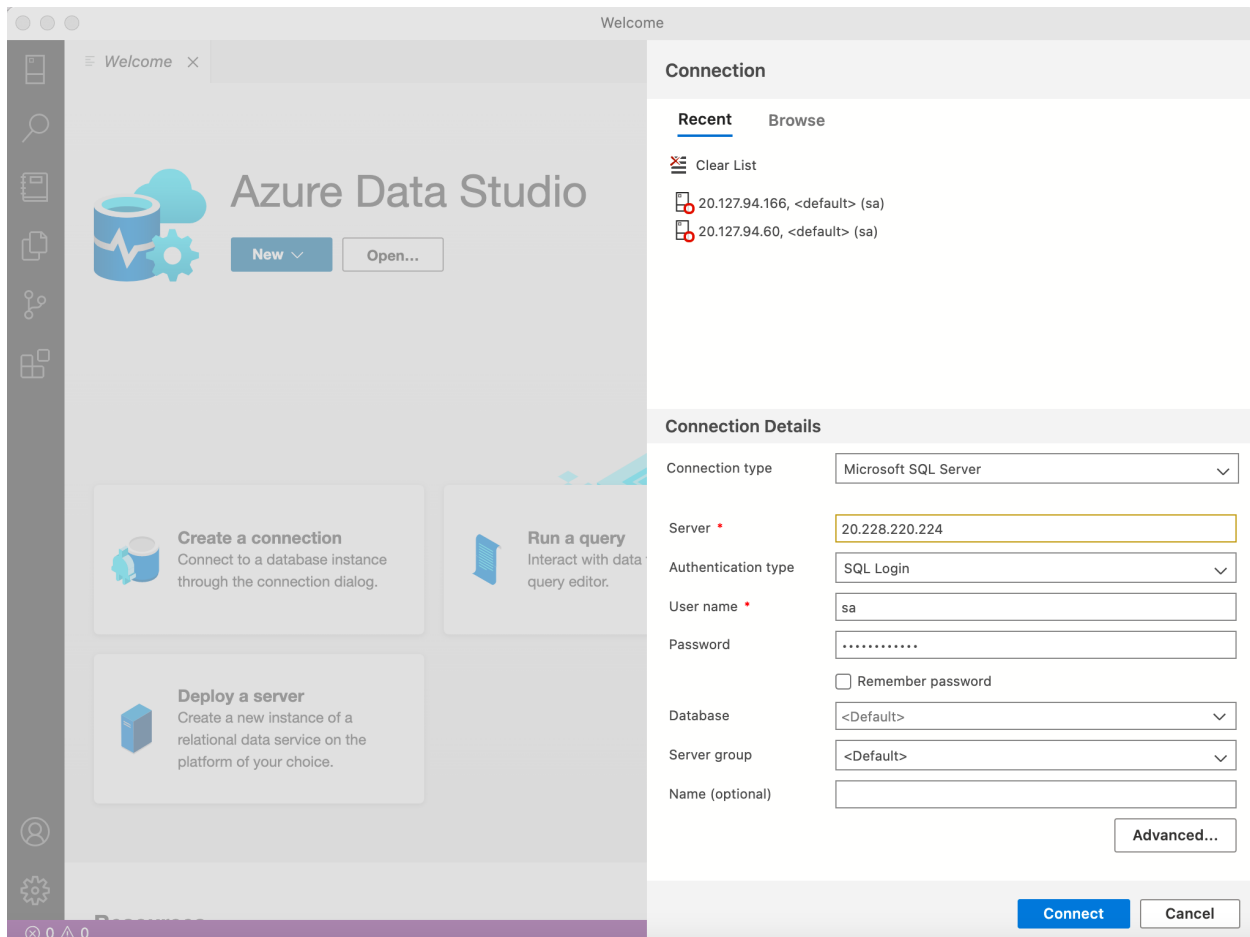 Welcome
Welcome
Azure Data Studio
New
Open...
Create a connection
Connect to a database instance
through the connection dialog.
Run a query
Interact with data
query editor.
Deploy a server
Create a new instance of a
relational data service on the
platform of your choice.
Resources
0 0
Connection
Recent Browse
Clear List
20.127.94.166, <default> (sa)
20.127.94.60, <default> (sa)
Connection Details
Connection type Microsoft SQL Server
Server * 20.228.220.224
Authentication type SQL Login
User name * sa
Password ••••••••••••
Remember password
Database <Default>
Server group <Default>
Name (optional)
Advanced...
Connect Cancel